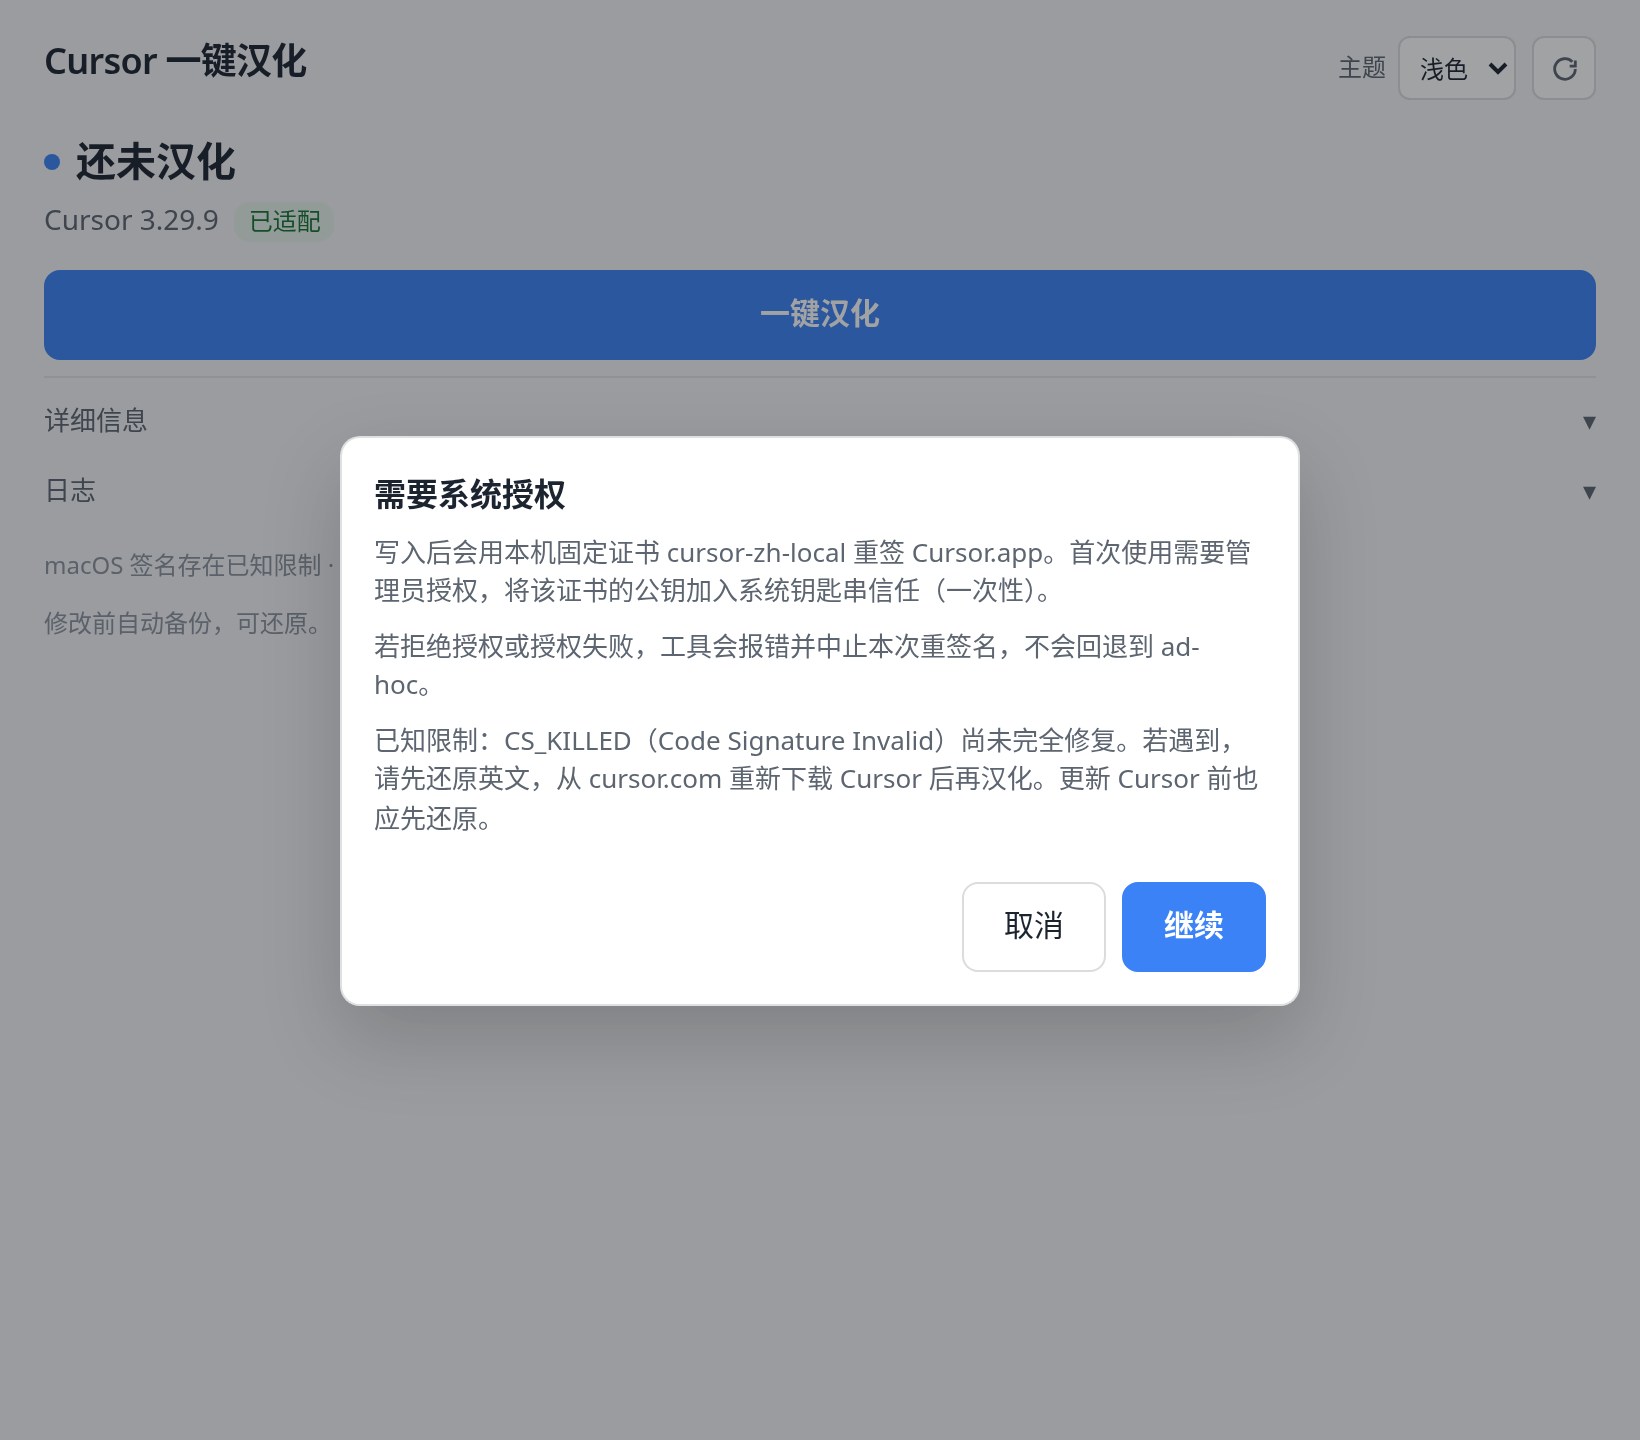 Cursor 一键汉化
主题
浅色
还未汉化
Cursor 3.29.9
已适配
一键汉化
详细信息
▼
日志
▼
macOS 签名存在已知限制 ·
修改前自动备份，可还原。
需要系统授权
写入后会用本机固定证书 cursor-zh-local 重签 Cursor.app。首次使用需要管
理员授权，将该证书的公钥加入系统钥匙串信任（一次性）。
若拒绝授权或授权失败，工具会报错并中止本次重签名，不会回退到 ad-
hoc。
已知限制：CS_KILLED（Code Signature Invalid）尚未完全修复。若遇到，
请先还原英文，从 cursor.com 重新下载 Cursor 后再汉化。更新 Cursor 前也
应先还原。
取消
继续